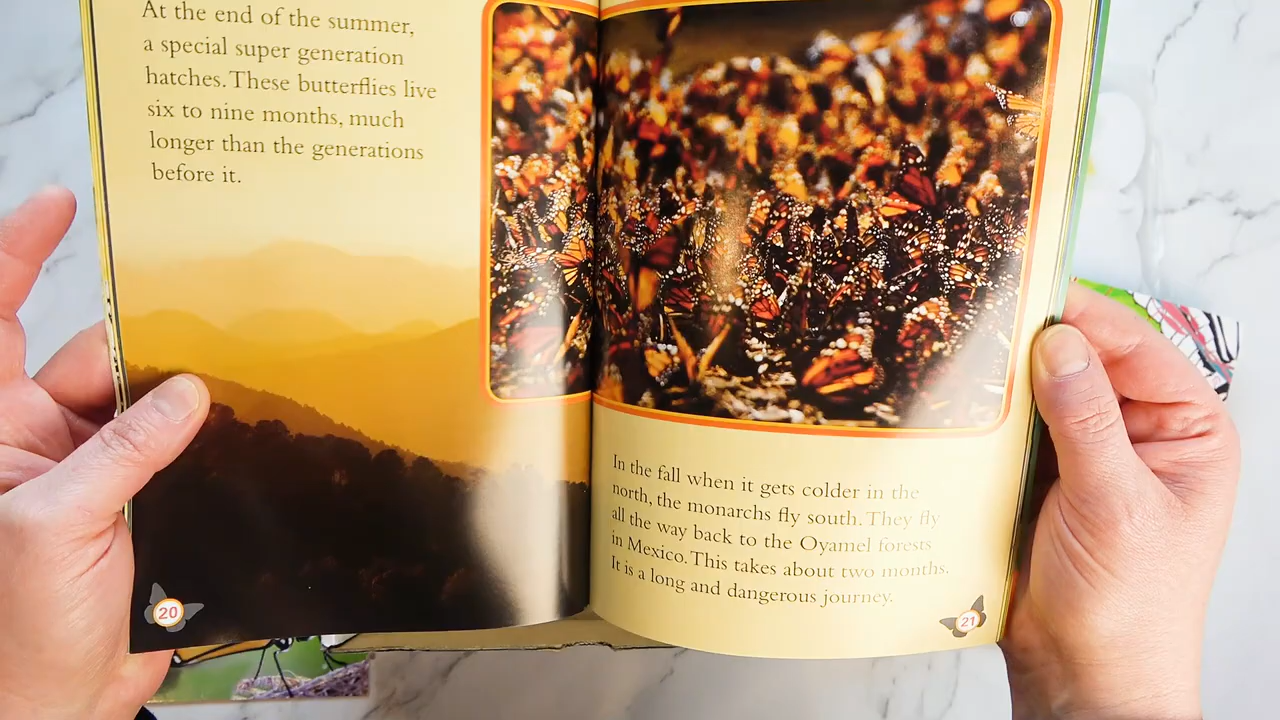 At the end of the summer,
a special super generation
hatches. These butterflies live
six to nine months, much
longer than the generations
before it.
20
In the fall when it gets colder in the
north, the monarchs fly south. They fly
all the way back to the Oyamel forests
in Mexico. This takes about two months.
It is a long and dangerous journey.
21